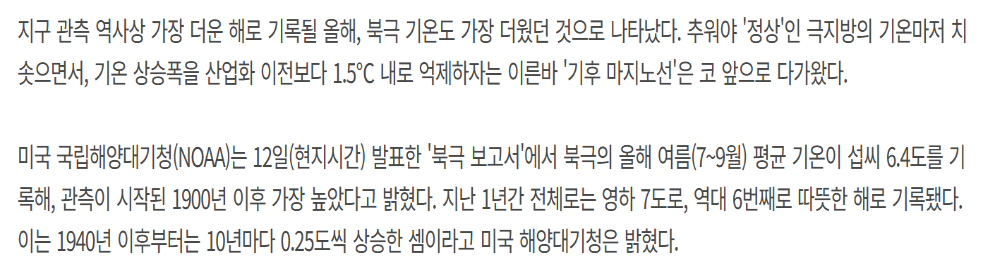 지구 관측 역사상 가장 더운 해로 기록될 올해, 북극 기온도 가장 더웠던 것으로 나타났다. 추워야 '정상'인 극지방의 기온마저 치
솟으면서, 기온 상승폭을 산업화 이전보다 1.5℃ 내로 억제하자는 이른바 '기후 마지노선'은 코 앞으로 다가왔다.
미국 국립해양대기청(NOAA)는 12일(현지시간) 발표한 '북극 보고서'에서 북극의 올해 여름(7~9월) 평균 기온이 섭씨 6.4도를 기
록해, 관측이 시작된 1900년 이후 가장 높았다고 밝혔다. 지난 1년간 전체로는 영하 7도로, 역대 6번째로 따뜻한 해로 기록됐다.
이는 1940년 이후부터는 10년마다 0.25도씩 상승한 셈이라고 미국 해양대기청은 밝혔다.